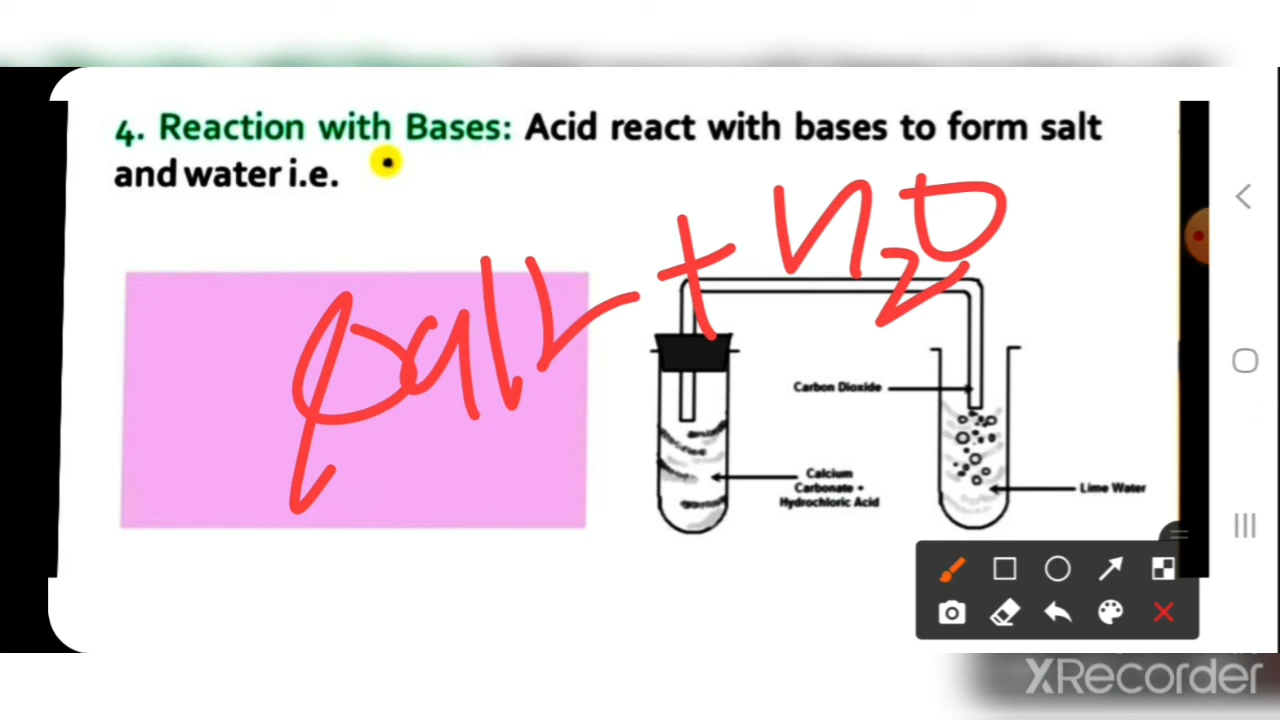 4. Reaction with Bases: Acid react with bases to form salt
and water i.e.
Salt + H2O
Carbon Dioxide
Calcium
Carbonate +
Hydrochloric Acid
Lime Water
XRecorder